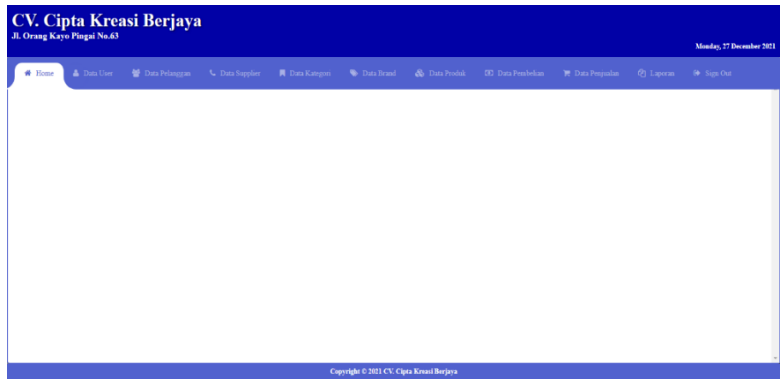 CV. Cipta Kreasi Berjaya
Jl. Orang Kayo Pingai No.63
Monday, 27 December 2021
Home Data User Data Pelanggan Data Supplier Data Kategori Data Brand Data Produk Data Pembelian Data Penjualan Laporan Sign Out
Copyright © 2021 CV. Cipta Kreasi Berjaya